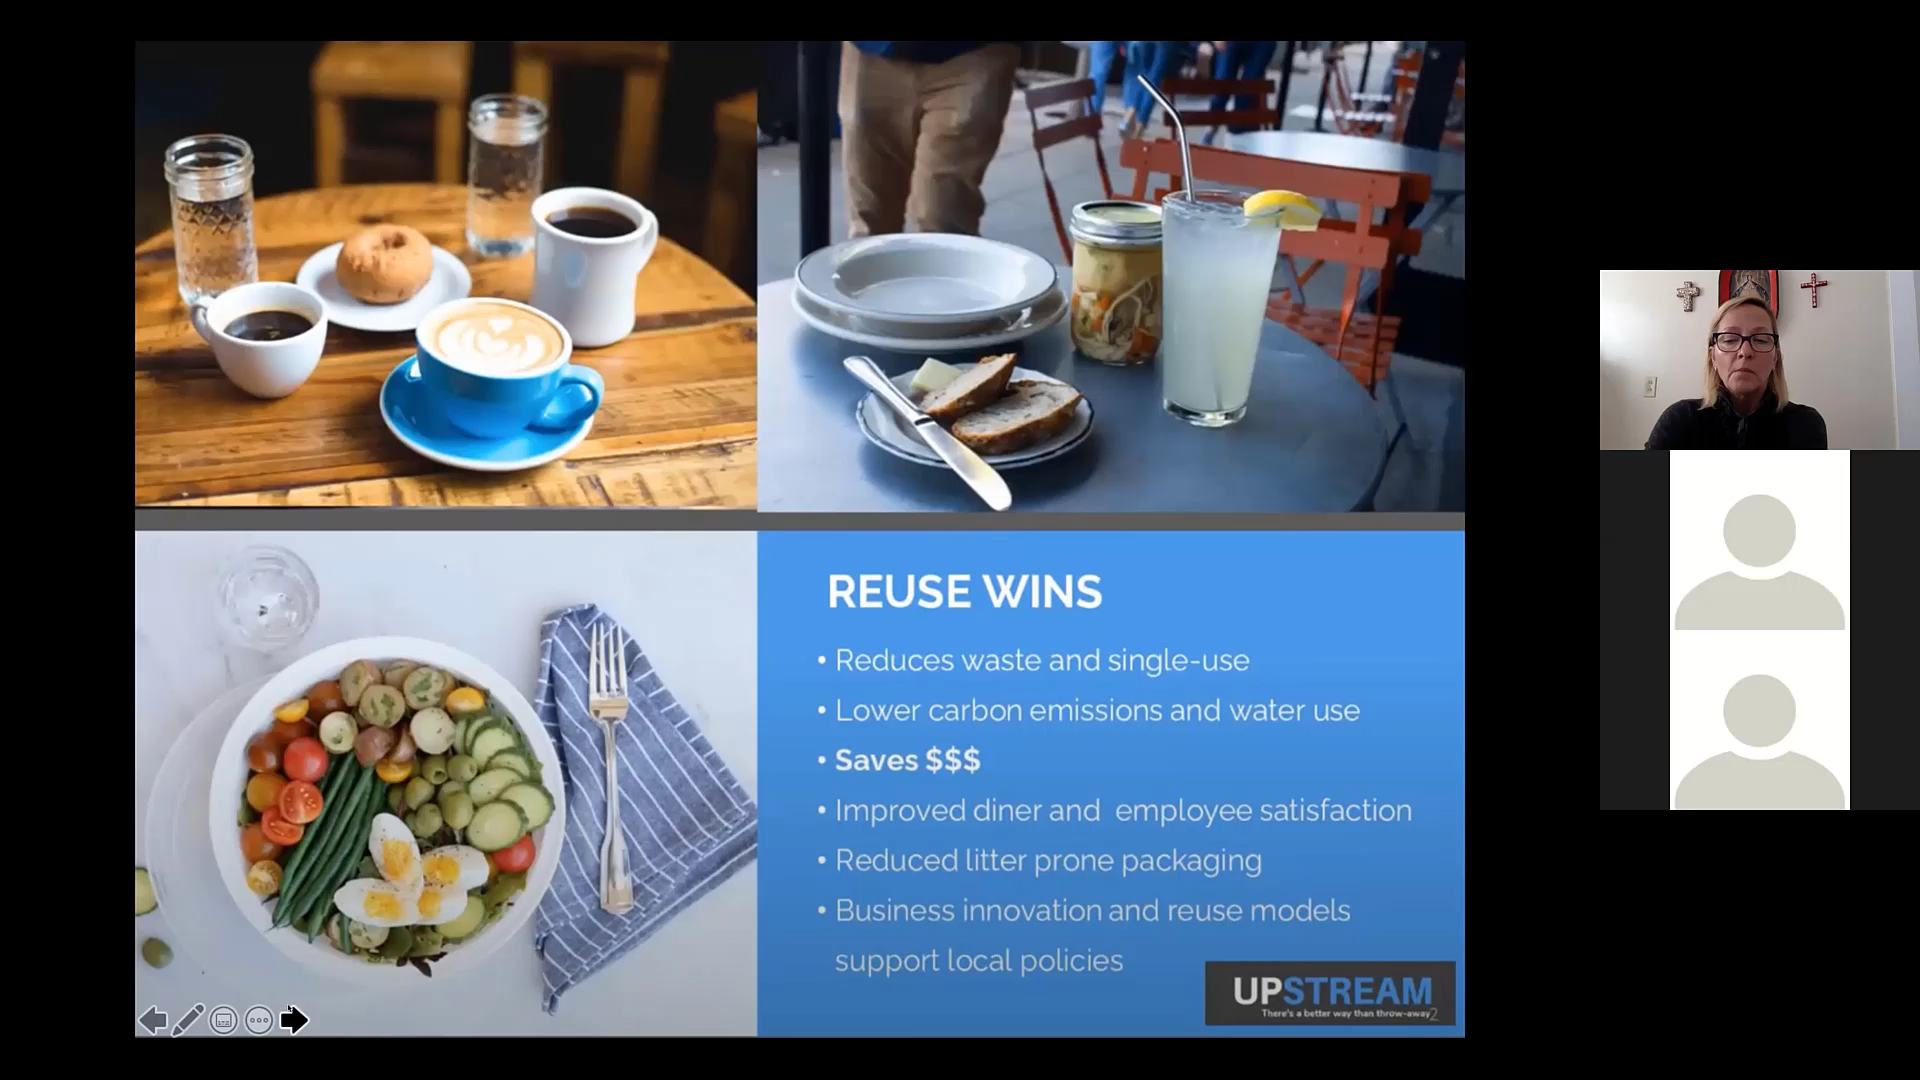 REUSE WINS
• Reduces waste and single-use
• Lower carbon emissions and water use
• Saves $$$
• Improved diner and employee satisfaction
• Reduced litter prone packaging
• Business innovation and reuse models
support local policies
UPSTREAM
There's a better way than throw-away
2